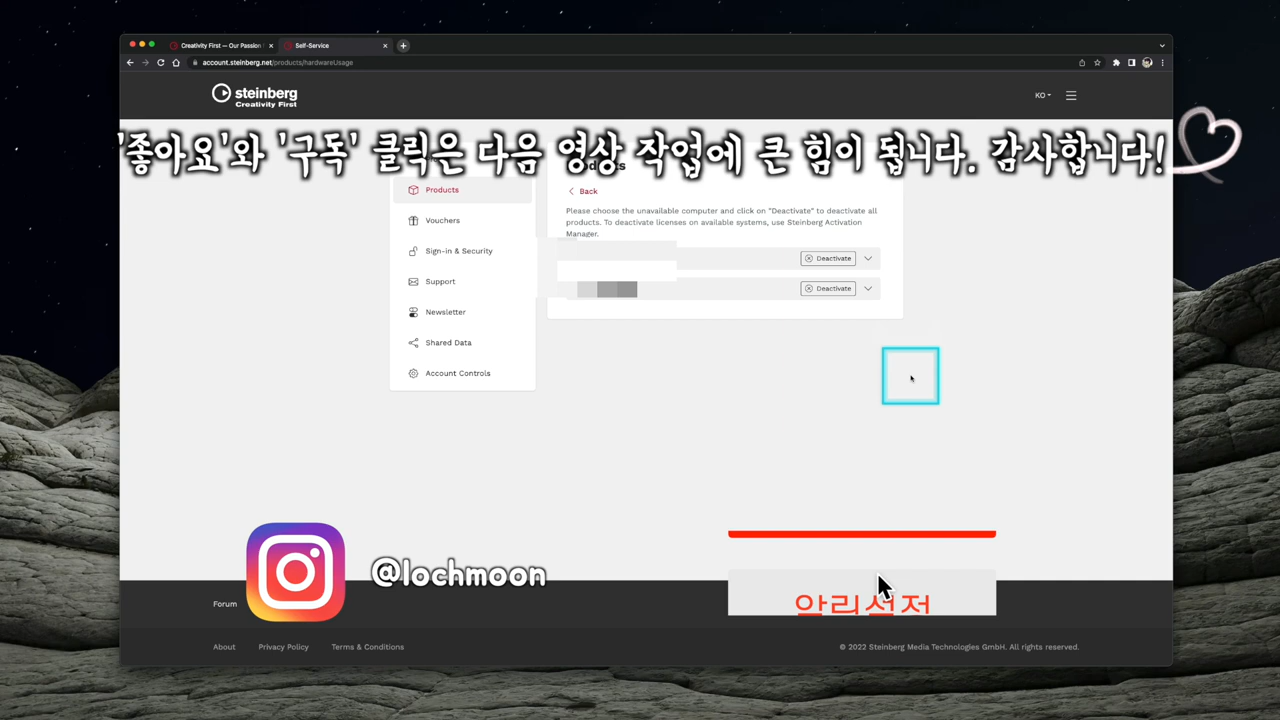 Creativity First — Our Passion
Self-Service
account.steinberg.net/products/hardwareUsage
steinberg
Creativity First
KO
'좋아요'와 '구독' 클릭은 다음 영상 작업에 큰 힘이 됩니다. 감사합니다!
Products
Back
Please choose the unavailable computer and click on "Deactivate" to deactivate all
products. To deactivate licenses on available systems, use Steinberg Activation
Manager.
Deactivate
Deactivate
Products
Vouchers
Sign-in & Security
Support
Newsletter
Shared Data
Account Controls
@lochmoon
Forum
About
Privacy Policy
Terms & Conditions
© 2022 Steinberg Media Technologies GmbH. All rights reserved.